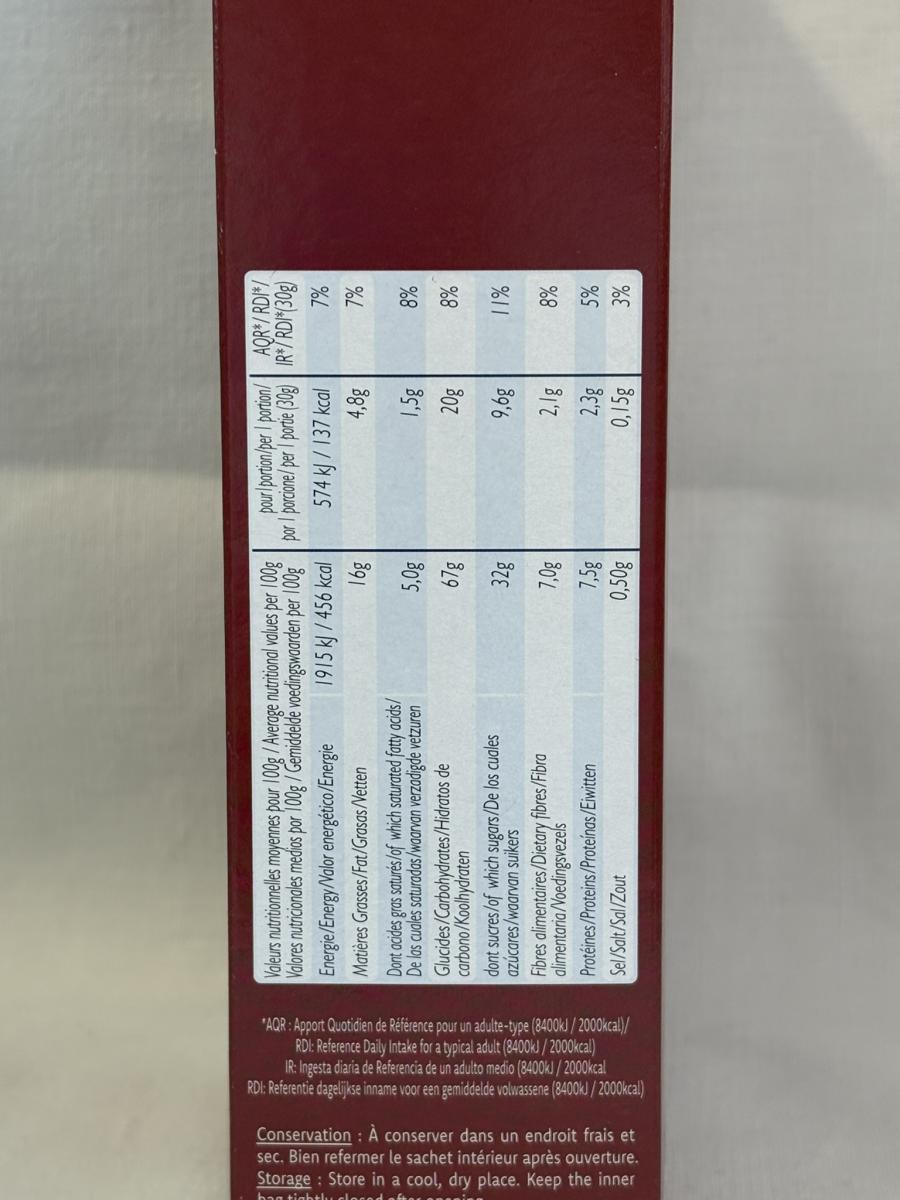 Valeurs nutritionnelles moyennes pour 100g / Average nutritional values per 100g
Valores nutricionales medios por 100g / Gemiddelde voedingswaarden per 100g
pour1portion/per 1 portion/
por 1 porcione/ per 1 portie (30g)
AQR*/ RDI*/
IR*/ RDI*(30g)
Energie/Energy/Valor energético/Energie 1915 kJ / 456 kcal 574 kJ / 137 kcal 7%
Matières Grasses/Fat/Grasas/Vetten 16g 4,8g 7%
Dont acides gras saturés/of which saturated fatty acids/
De los cuales saturados/waarvan verzadigde vetzuren 5,0g 1,5g 8%
Glucides/Carbohydrates/Hidratos de
carbono/Koolhydraten 67g 20g 8%
dont sucres/of which sugars/De los cuales
azúcares/waarvan suikers 32g 9,6g 11%
Fibres alimentaires/Dietary fibres/Fibra
alimentaria/Voedingsvezels 7,0g 2,1g 8%
Protéines/Proteins/Proteínas/Eiwitten 7,5g 2,3g 5%
Sel/Salt/Sal/Zout 0,50g 0,15g 3%
*AQR : Apport Quotidien de Référence pour un adulte-type (8400kJ / 2000kcal)/
RDI: Reference Daily Intake for a typical adult (8400kJ / 2000kcal)
IR: Ingesta diaria de Referencia de un adulto medio (8400kJ / 2000kcal
RDI: Referentie dagelijkse inname voor een gemiddelde volwassene (8400kJ / 2000kcal)
Conservation : À conserver dans un endroit frais et
sec. Bien refermer le sachet intérieur après ouverture.
Storage : Store in a cool, dry place. Keep the inner
bag tightly closed after opening.